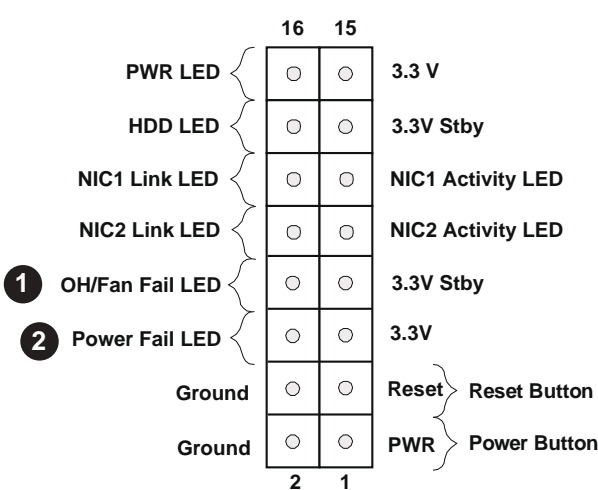 16 15
PWR LED 3.3 V
HDD LED 3.3V Stby
NIC1 Link LED NIC1 Activity LED
NIC2 Link LED NIC2 Activity LED
1 OH/Fan Fail LED 3.3V Stby
2 Power Fail LED 3.3V
Ground Reset Reset Button
Ground PWR Power Button
2 1